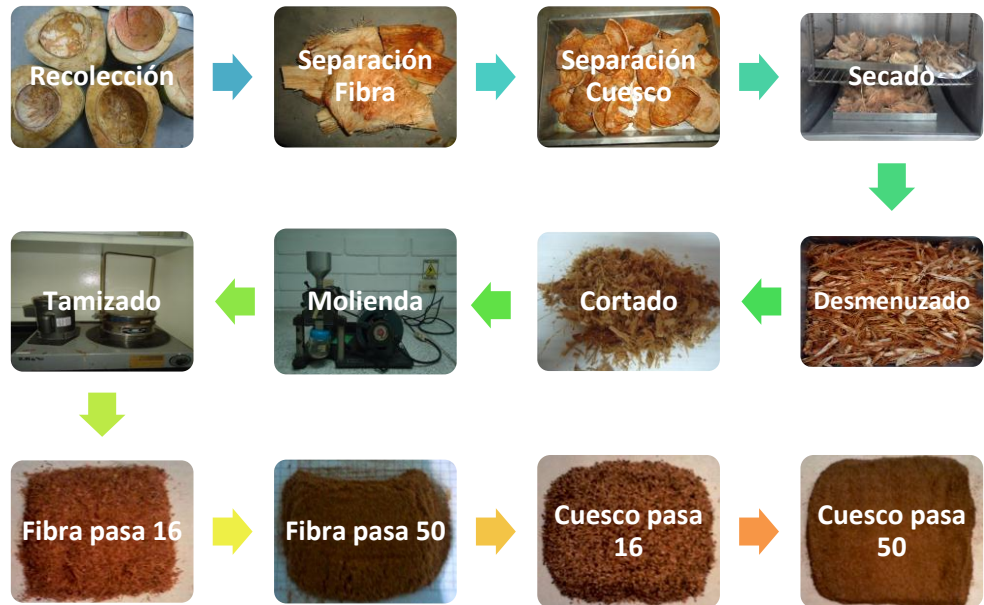 Recolección
Separación
Fibra
Separación
Cuesco
Secado
Desmenuzado
Cortado
Molienda
Tamizado
Fibra pasa 16
Fibra pasa 50
Cuesco pasa
16
Cuesco pasa
50